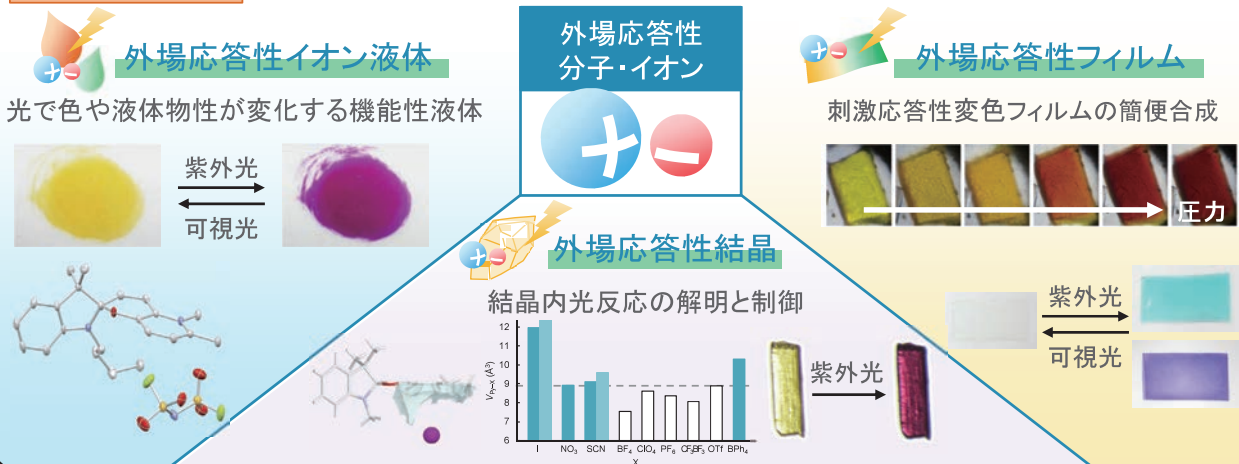 外場応答性イオン液体
光で色や液体物性が変化する機能性液体
紫外光
可視光
外場応答性
分子・イオン
+
−
外場応答性結晶
結晶内光反応の解明と制御
12
11
10
9
8
7
6
I NO₃ SCN BF₄ ClO₄ PF₆ CF₃BF₃ OTf BPh₄
X
紫外光
外場応答性フィルム
刺激応答性変色フィルムの簡便合成
圧力
紫外光
可視光